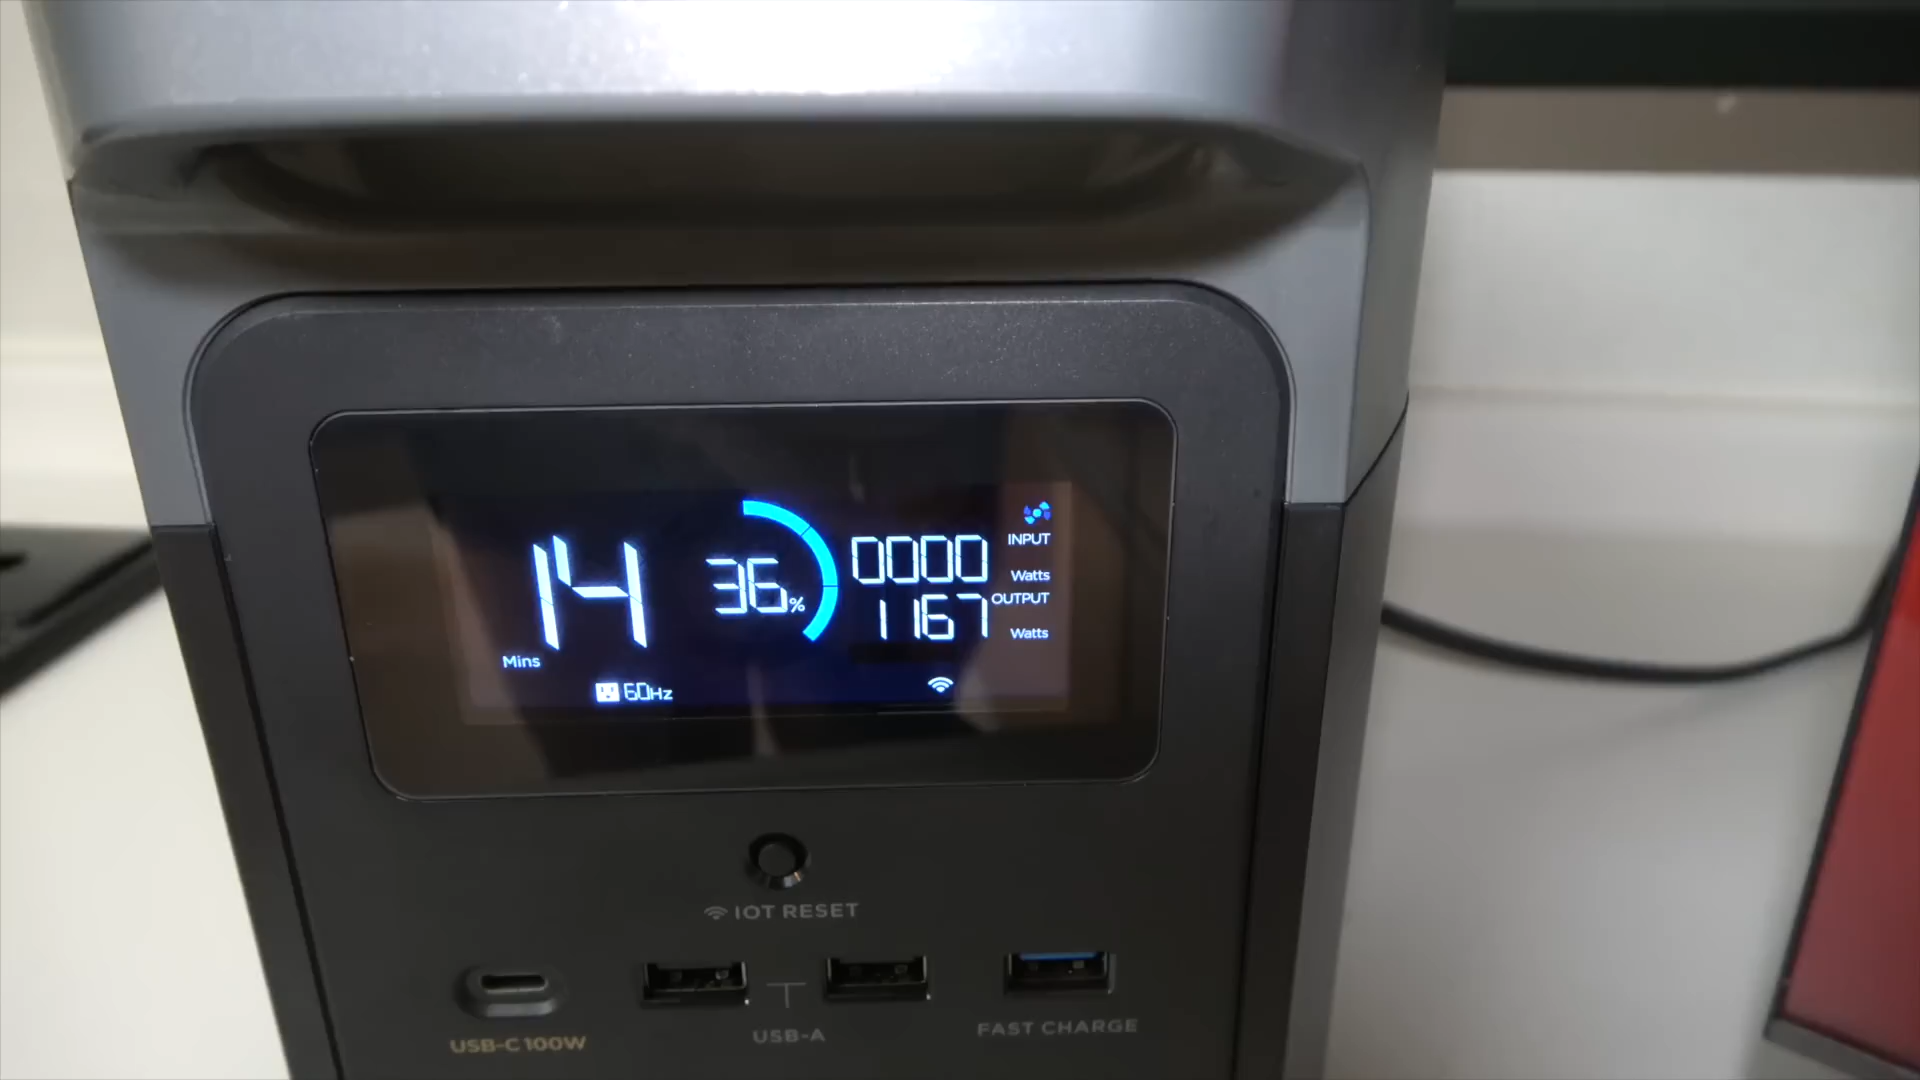 14
Mins
36%
0000
INPUT
Watts
1167
OUTPUT
Watts
60Hz
IOT RESET
USB-C 100W
USB-A
FAST CHARGE